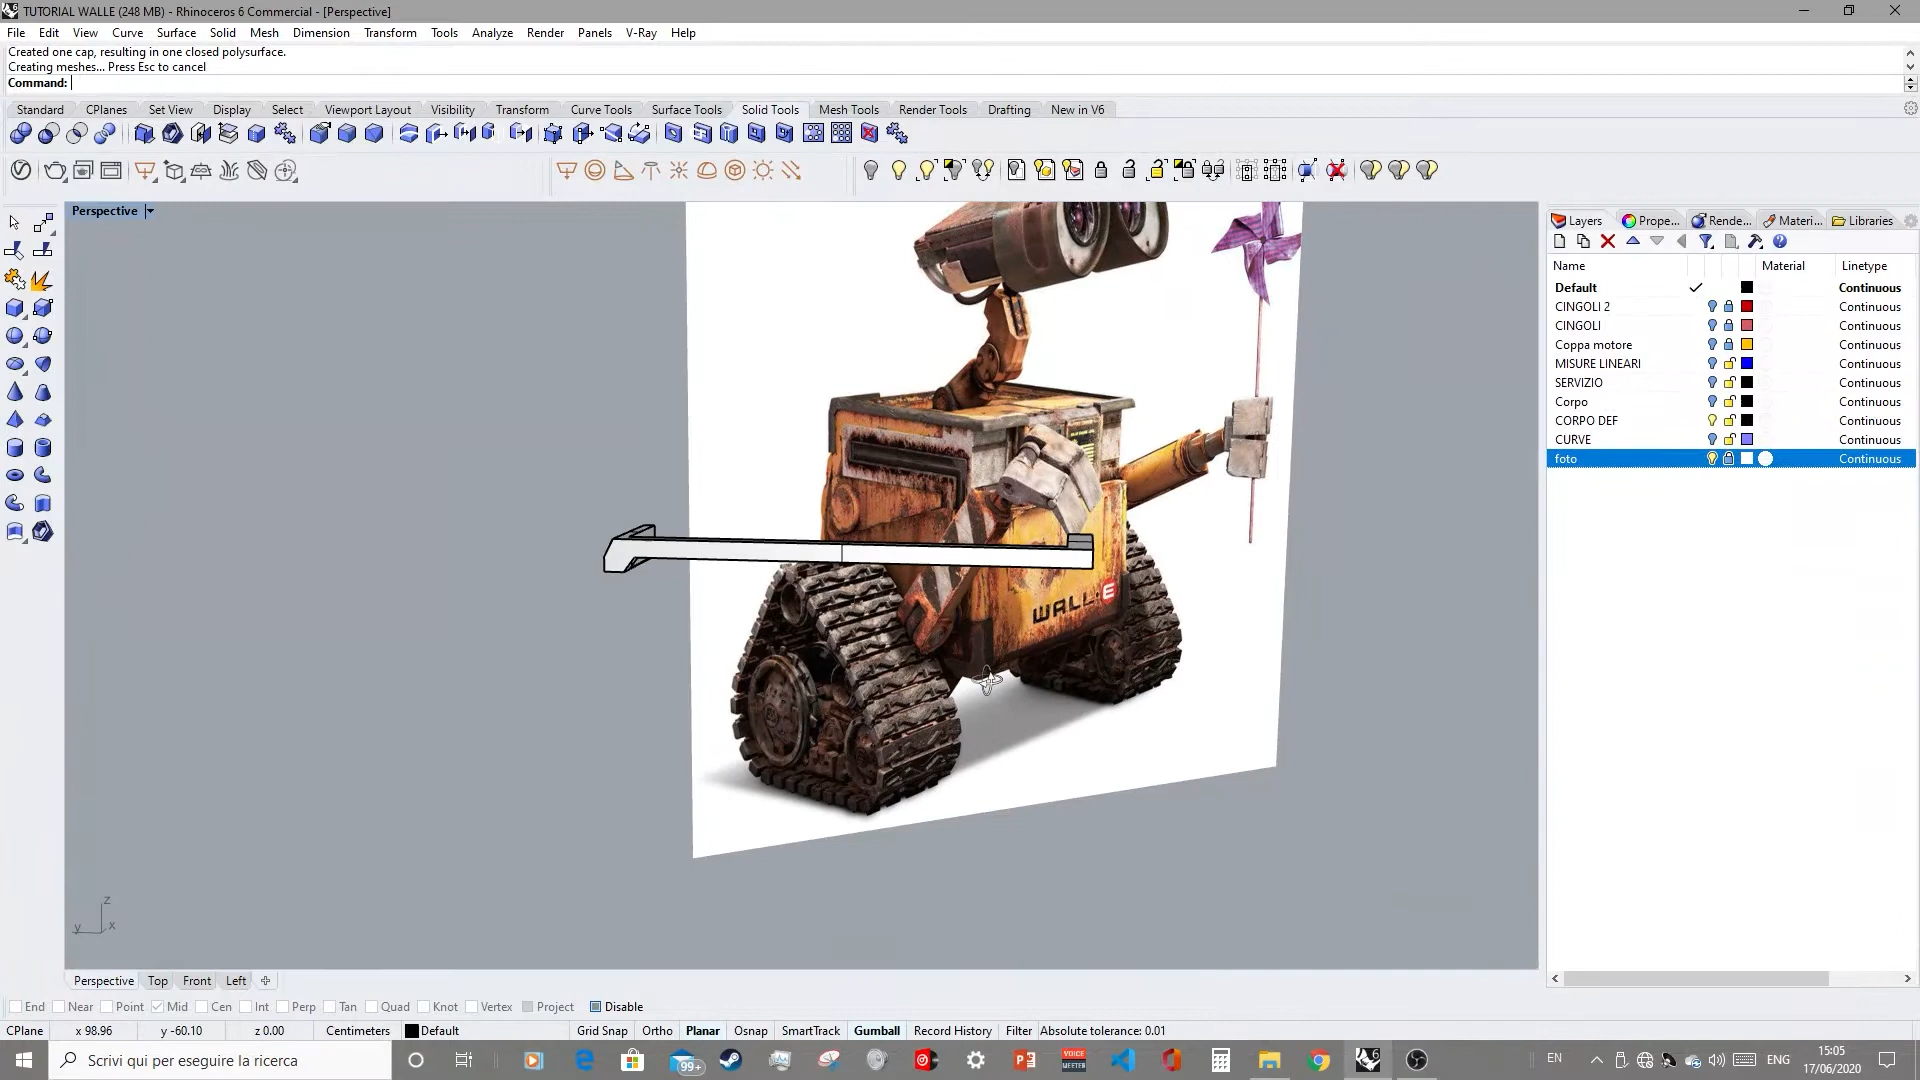 TUTORIAL WALLE (248 MB) - Rhinoceros 6 Commercial - [Perspective]
File Edit View Curve Surface Solid Mesh Dimension Transform Tools Analyze Render Panels V-Ray Help
Created one cap, resulting in one closed polysurface.
Creating meshes... Press Esc to cancel
Command:
Standard CPlanes Set View Display Select Viewport Layout Visibility Transform Curve Tools Surface Tools Solid Tools Mesh Tools Render Tools Drafting New in V6
Perspective
Layers Prope... Rende... Materi... Libraries
Name Material Linetype
Default Continuous
CINGOLI 2 Continuous
CINGOLI Continuous
Coppa motore Continuous
MISURE LINEARI Continuous
SERVIZIO Continuous
Corpo Continuous
CORPO DEF Continuous
CURVE Continuous
foto Continuous
WALL·E
z
y x
Perspective Top Front Left
End Near Point Mid Cen Int Perp Tan Quad Knot Vertex Project Disable
CPlane x 98.96 y -60.10 z 0.00 Centimeters Default Grid Snap Ortho Planar Osnap SmartTrack Gumball Record History Filter Absolute tolerance: 0.01
Scrivi qui per eseguire la ricerca
99+
VOICE MEETER
EN
ENG
15:05
17/06/2020